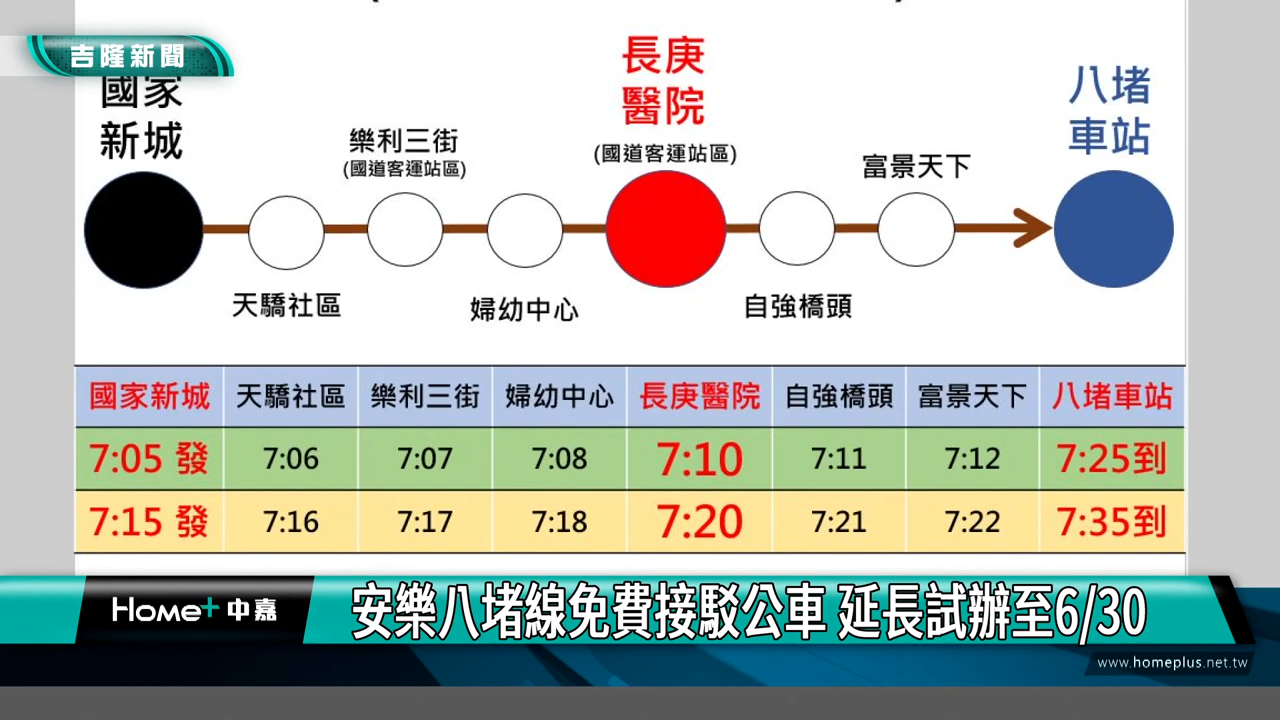 吉隆新聞
國家
新城
樂利三街
(國道客運站區)
長庚
醫院
(國道客運站區)
富景天下
八堵
車站
天驕社區
婦幼中心
自強橋頭
國家新城 天驕社區 樂利三街 婦幼中心 長庚醫院 自強橋頭 富景天下 八堵車站
7:05 發 7:06 7:07 7:08 7:10 7:11 7:12 7:25到
7:15 發 7:16 7:17 7:18 7:20 7:21 7:22 7:35到
Home+中嘉
安樂八堵線免費接駁公車 延長試辦至6/30
www.homeplus.net.tw